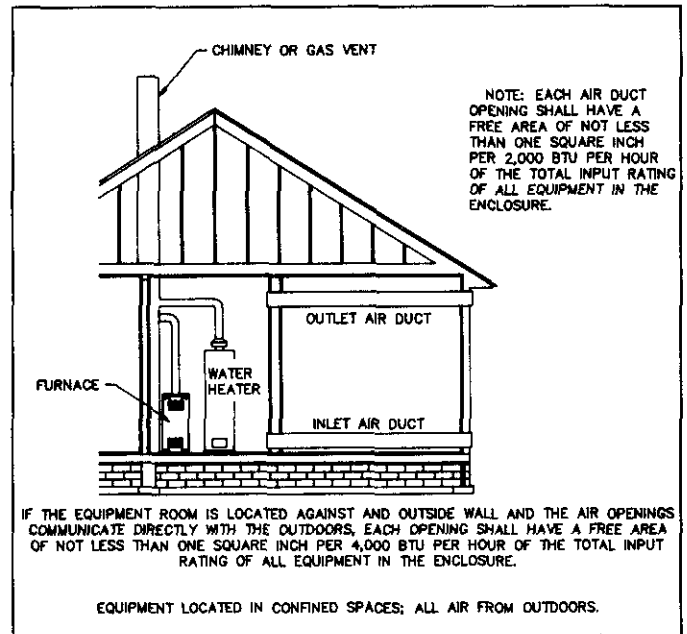 CHIMNEY OR GAS VENT
NOTE: EACH AIR DUCT
OPENING SHALL HAVE A
FREE AREA OF NOT LESS
THAN ONE SQUARE INCH
PER 2,000 BTU PER HOUR
OF THE TOTAL INPUT RATING
OF ALL EQUIPMENT IN THE
ENCLOSURE.
OUTLET AIR DUCT
FURNACE
WATER
HEATER
INLET AIR DUCT
IF THE EQUIPMENT ROOM IS LOCATED AGAINST AND OUTSIDE WALL AND THE AIR OPENINGS
COMMUNICATE DIRECTLY WITH THE OUTDOORS, EACH OPENING SHALL HAVE A FREE AREA
OF NOT LESS THAN ONE SQUARE INCH PER 4,000 BTU PER HOUR OF THE TOTAL INPUT
RATING OF ALL EQUIPMENT IN THE ENCLOSURE.
EQUIPMENT LOCATED IN CONFINED SPACES; ALL AIR FROM OUTDOORS.